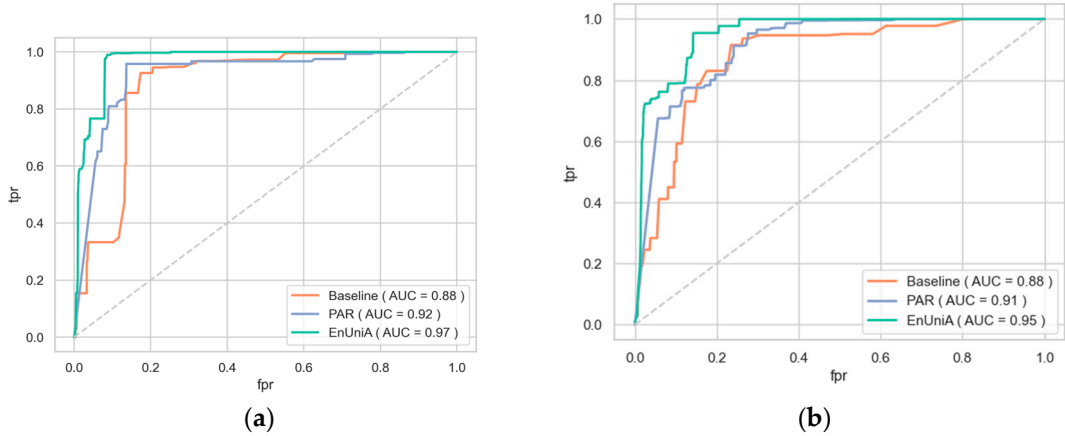 1.0
0.8
0.6
0.4
0.2
0.0
tpr
0.0 0.2 0.4 0.6 0.8 1.0
fpr
Baseline ( AUC = 0.88 )
PAR ( AUC = 0.92 )
EnUniA ( AUC = 0.97 )
(a)
1.0
0.8
0.6
0.4
0.2
0.0
tpr
0.0 0.2 0.4 0.6 0.8 1.0
fpr
Baseline ( AUC = 0.88 )
PAR ( AUC = 0.91 )
EnUniA ( AUC = 0.95 )
(b)